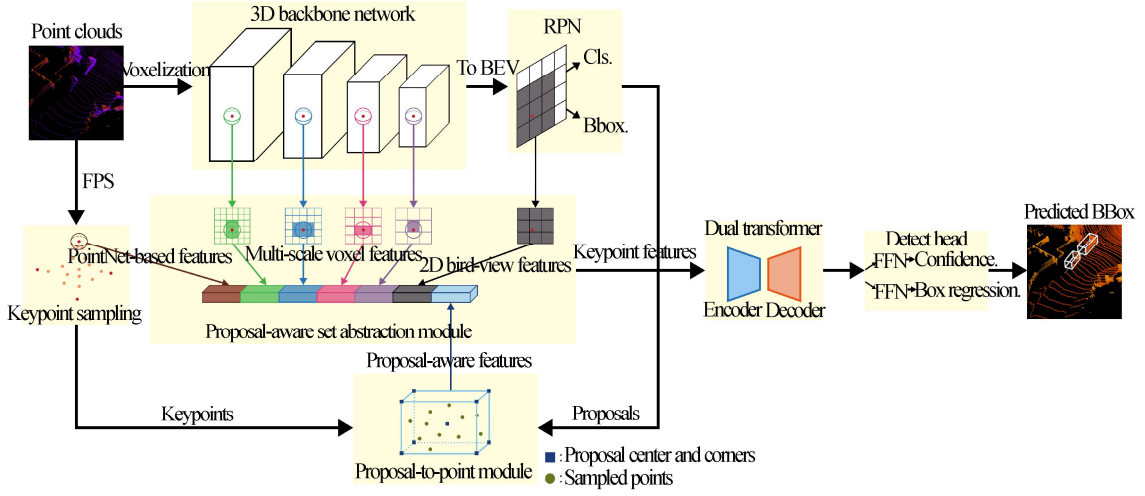 3D backbone network
Point clouds
RPN
Voxelization
To BEV
Cls.
Bbox.
FPS
PointNet-based features
Multi-scale voxel features
2D bird-view features
Keypoint features
Keypoint sampling
Proposal-aware set abstraction module
Dual transformer
Encoder
Decoder
Detect head
FFN
Confidence.
FFN
Box regression.
Predicted BBox
Proposal-aware features
Keypoints
Proposals
Proposal-to-point module
: Proposal center and corners
: Sampled points